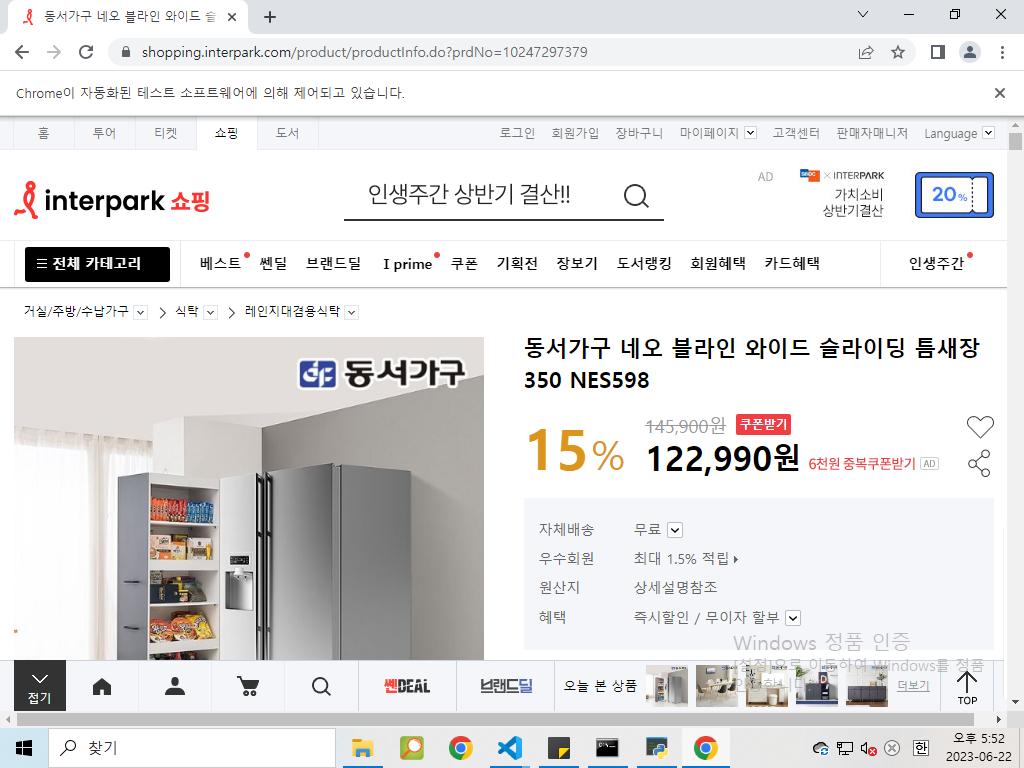 동서가구 네오 블라인 와이드 슬
shopping.interpark.com/product/productInfo.do?prdNo=10247297379
Chrome이 자동화된 테스트 소프트웨어에 의해 제어되고 있습니다.
홈 투어 티켓 쇼핑 도서 로그인 회원가입 장바구니 마이페이지 고객센터 판매자매니저 Language
interpark 쇼핑
인생주간 상반기 결산!!
AD
SBDC × INTERPARK
가치소비
상반기결산
20%
전체 카테고리 베스트 쎈딜 브랜드딜 I prime 쿠폰 기획전 장보기 도서랭킹 회원혜택 카드혜택 인생주간
거실/주방/수납가구 식탁 레인지대겸용식탁
동서가구
동서가구 네오 블라인 와이드 슬라이딩 틈새장
350 NES598
15%
145,900원 쿠폰받기
122,990원 6천원 중복쿠폰받기 AD
자체배송 무료
우수회원 최대 1.5% 적립
원산지 상세설명참조
혜택 즉시할인 / 무이자 할부
Windows 정품 인증
[설정]으로 이동하여 Windows를 정품
접기
쎈DEAL
브랜드딜
오늘 본 상품
더보기
TOP
찾기
한
오후 5:52
2023-06-22